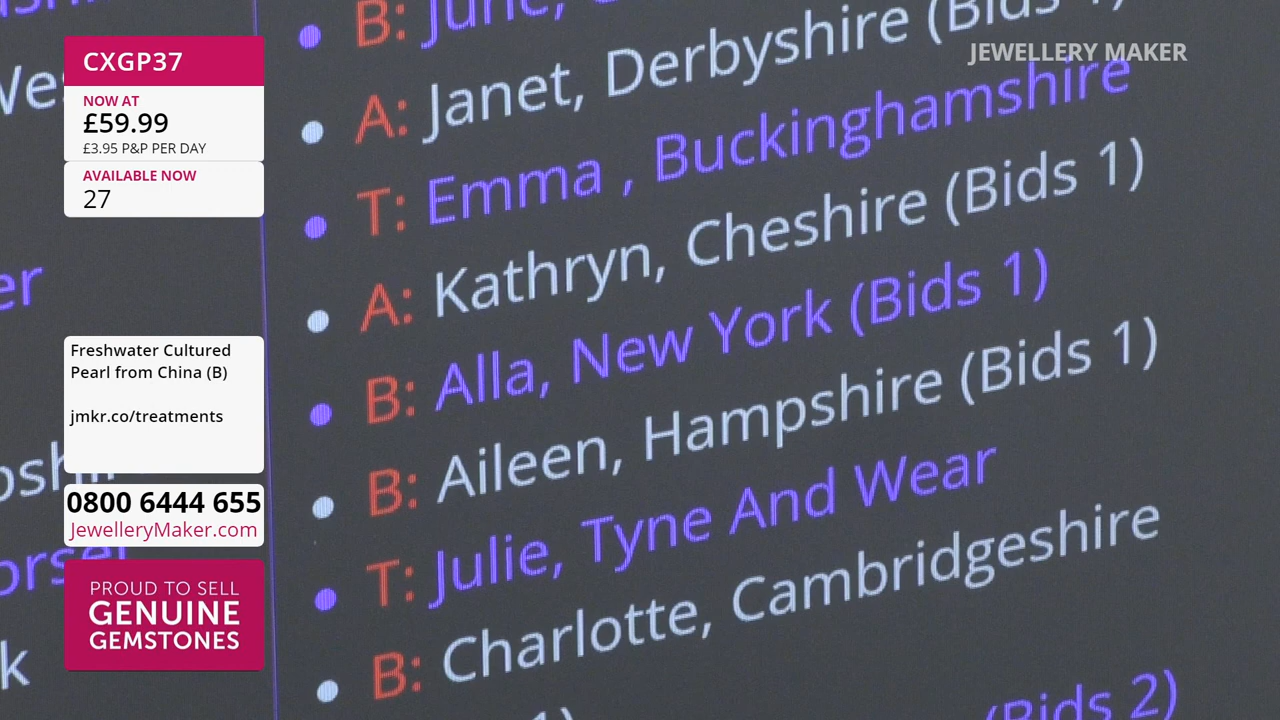 CXGP37
NOW AT
£59.99
£3.95 P&P PER DAY
AVAILABLE NOW
27
Freshwater Cultured
Pearl from China (B)
jmkr.co/treatments
0800 6444 655
JewelleryMaker.com
PROUD TO SELL
GENUINE
GEMSTONES
JEWELLERY MAKER
B: June,
A: Janet, Derbyshire (Bids 1)
T: Emma , Buckinghamshire
A: Kathryn, Cheshire (Bids 1)
B: Alla, New York (Bids 1)
B: Aileen, Hampshire (Bids 1)
T: Julie, Tyne And Wear
B: Charlotte, Cambridgeshire
(Bids 2)